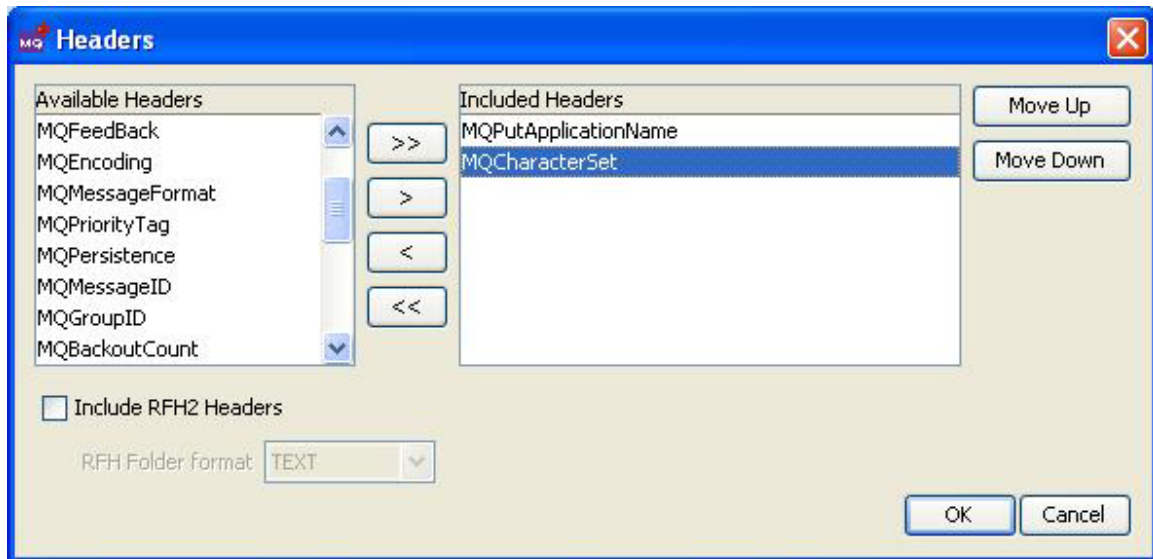 MQ Headers
Available Headers
MQFeedBack
MQEncoding
MQMessageFormat
MQPriorityTag
MQPersistence
MQMessageID
MQGroupID
MQBackoutCount
>>
>
<
<<
Included Headers
MQPutApplicationName
MQCharacterSet
Move Up
Move Down
Include RFH2 Headers
RFH Folder format TEXT
OK Cancel